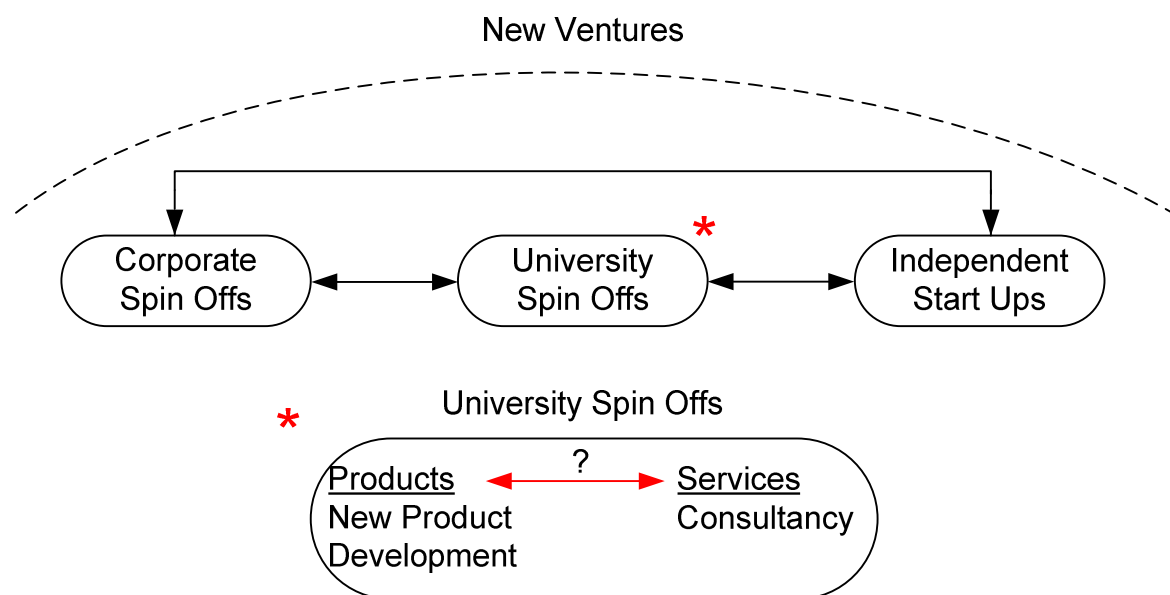 New Ventures
Corporate
Spin Offs
University
Spin Offs
*
Independent
Start Ups
University Spin Offs
*
?
Products
New Product
Development
Services
Consultancy